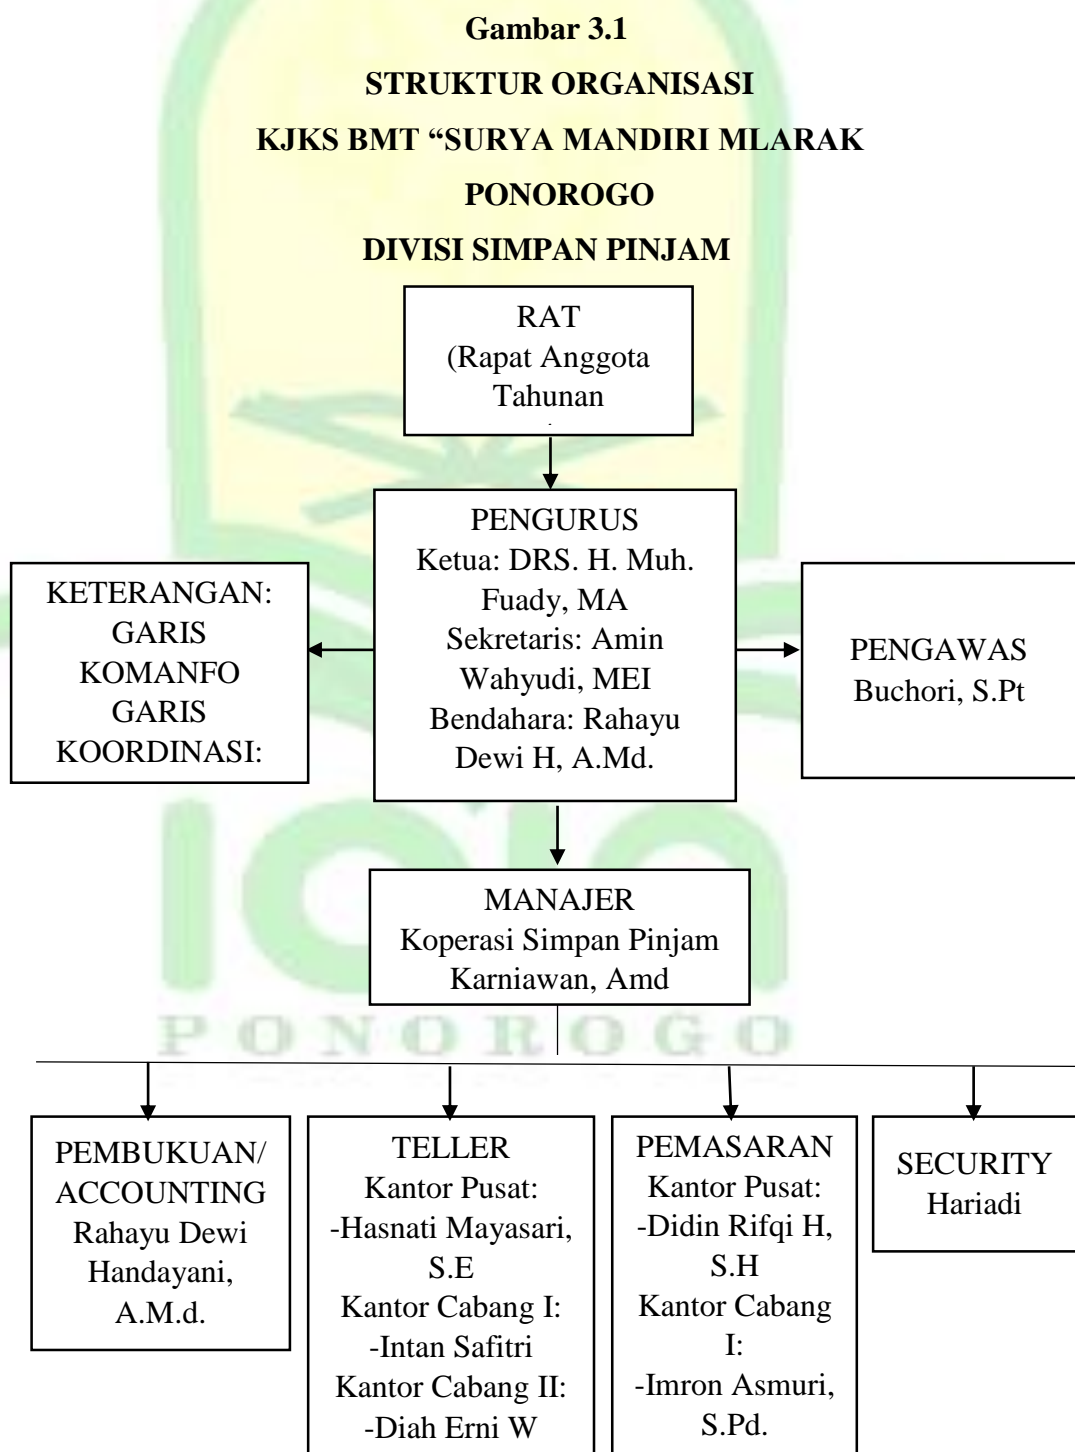 Gambar 3.1
STRUKTUR ORGANISASI
KJKS BMT “SURYA MANDIRI MLARAK
PONOROGO
DIVISI SIMPAN PINJAM
RAT
(Rapat Anggota
Tahunan
.
PENGURUS
Ketua: DRS. H. Muh.
Fuady, MA
Sekretaris: Amin
Wahyudi, MEI
Bendahara: Rahayu
Dewi H, A.Md.
KETERANGAN:
GARIS
KOMANFO
GARIS
KOORDINASI:
PENGAWAS
Buchori, S.Pt
MANAJER
Koperasi Simpan Pinjam
Karniawan, Amd
iain
PONOROGO
PEMBUKUAN/
ACCOUNTING
Rahayu Dewi
Handayani,
A.M.d.
TELLER
Kantor Pusat:
-Hasnati Mayasari,
S.E
Kantor Cabang I:
-Intan Safitri
Kantor Cabang II:
-Diah Erni W
PEMASARAN
Kantor Pusat:
-Didin Rifqi H,
S.H
Kantor Cabang
I:
-Imron Asmuri,
S.Pd.
SECURITY
Hariadi